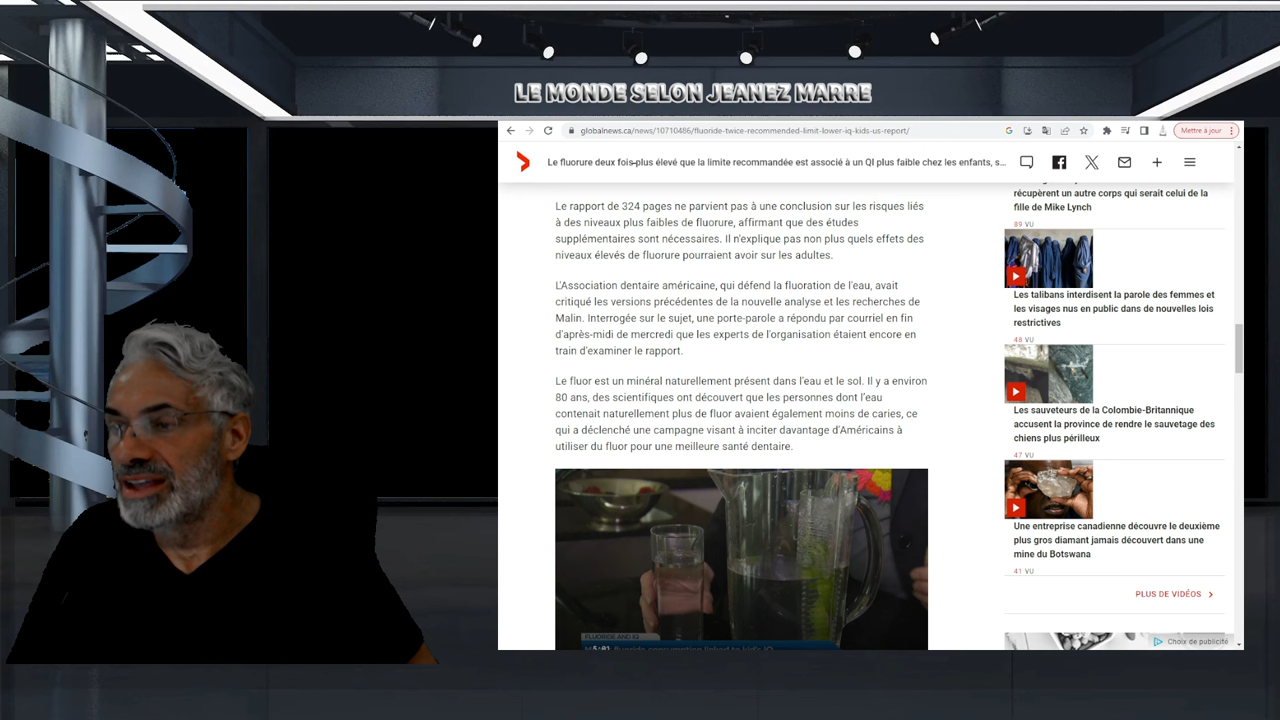 LE MONDE SELON JEANEZ MARRE
globalnews.ca/news/10710486/fluoride-twice-recommended-limit-lower-iq-kids-us-report/
Mettre à jour
Le fluorure deux fois plus élevé que la limite recommandée est associé à un QI plus faible chez les enfants, s...
Le rapport de 324 pages ne parvient pas à une conclusion sur les risques liés
à des niveaux plus faibles de fluorure, affirmant que des études
supplémentaires sont nécessaires. Il n'explique pas non plus quels effets des
niveaux élevés de fluorure pourraient avoir sur les adultes.
L'Association dentaire américaine, qui défend la fluoration de l'eau, avait
critiqué les versions précédentes de la nouvelle analyse et les recherches de
Malin. Interrogée sur le sujet, une porte-parole a répondu par courriel en fin
d'après-midi de mercredi que les experts de l'organisation étaient encore en
train d'examiner le rapport.
Le fluor est un minéral naturellement présent dans l'eau et le sol. Il y a environ
80 ans, des scientifiques ont découvert que les personnes dont l'eau
contenait naturellement plus de fluor avaient également moins de caries, ce
qui a déclenché une campagne visant à inciter davantage d'Américains à
utiliser du fluor pour une meilleure santé dentaire.
FLUORIDE AND IQ
fluoride consumption linked to kid's IQ
récupèrent un autre corps qui serait celui de la
fille de Mike Lynch
89 VU
Les talibans interdisent la parole des femmes et
les visages nus en public dans de nouvelles lois
restrictives
48 VU
Les sauveteurs de la Colombie-Britannique
accusent la province de rendre le sauvetage des
chiens plus périlleux
47 VU
Une entreprise canadienne découvre le deuxième
plus gros diamant jamais découvert dans une
mine du Botswana
41 VU
PLUS DE VIDÉOS
Choix de publicité